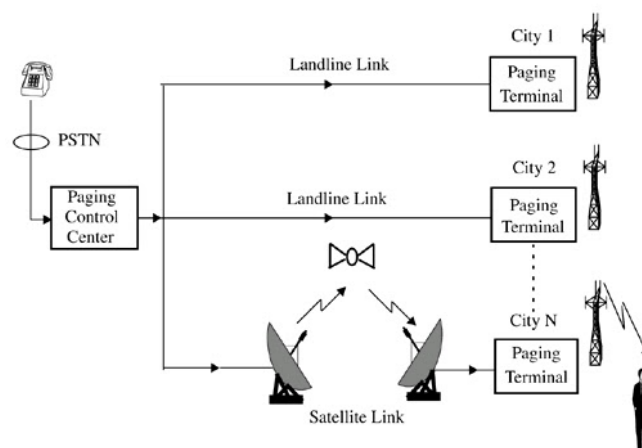 City 1
Landline Link
Paging
Terminal
PSTN
City 2
Paging
Control
Center
Landline Link
Paging
Terminal
City N
Paging
Terminal
Satellite Link